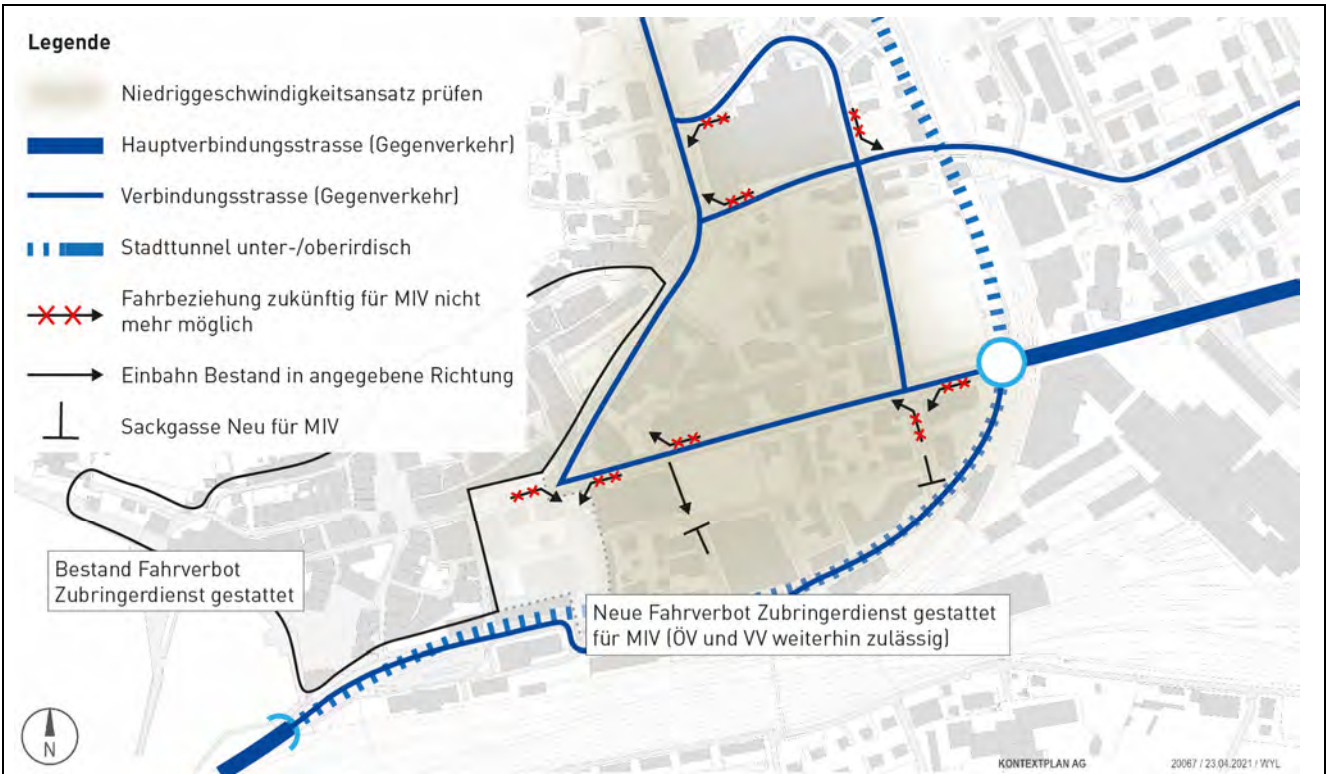 Legende
Niedriggeschwindigkeitsansatz prüfen
Hauptverbindungsstrasse (Gegenverkehr)
Verbindungsstrasse (Gegenverkehr)
Stadttunnel unter-/oberirdisch
Fahrbeziehung zukünftig für MIV nicht
mehr möglich
Einbahn Bestand in angegebene Richtung
Sackgasse Neu für MIV
Bestand Fahrverbot
Zubringerdienst gestattet
Neue Fahrverbot Zubringerdienst gestattet
für MIV (ÖV und VV weiterhin zulässig)
N
KONTEXTPLAN AG
20067 / 23.04.2021 / WYL